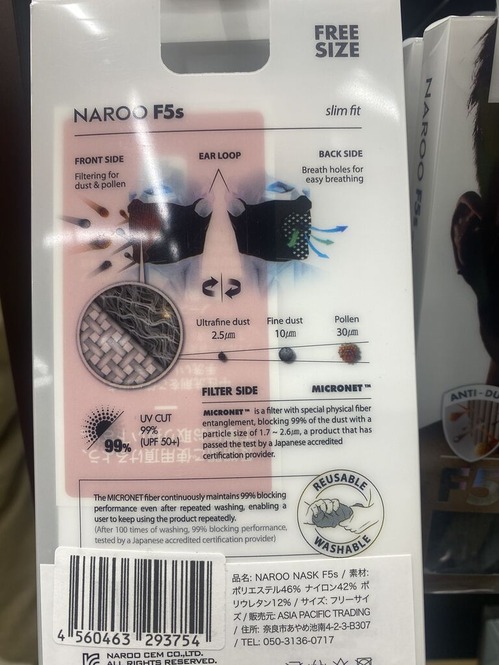 FREE
SIZE
NAROO F5s
slim fit
FRONT SIDE
Filtering for
dust & pollen
EAR LOOP
BACK SIDE
Breath holes for
easy breathing
Ultrafine dust
2.5㎛
Fine dust
10㎛
Pollen
30㎛
FILTER SIDE
MICRONET™
UV CUT
99%
(UPF 50+)
99%
MICRONET™ is a filter with special physical fiber
entanglement, blocking 99% of the dust with a
particle size of 1.7 ~ 2.6㎛, a product that has
passed the test by a Japanese accredited
certification provider.
The MICRONET fiber continuously maintains 99% blocking
performance even after repeated washing, enabling a
user to keep using the product repeatedly.
(After 100 times of washing, 99% blocking performance,
tested by a Japanese accredited certification provider)
REUSABLE
WASHABLE
4 560463 293754
品名: NAROO NASK F5s / 素材:
ポリエステル46% ナイロン42% ポ
リウレタン12% / サイズ: フリーサイ
ズ / 販売元: ASIA PACIFIC TRADING
/ 住所: 奈良市あやめ池南4-2-3-B307
/ TEL: 050-3136-0717
NAROO CEM CO.,LTD.
ALL RIGHTS RESERVED.
NAROO
ANTI-DU
F5